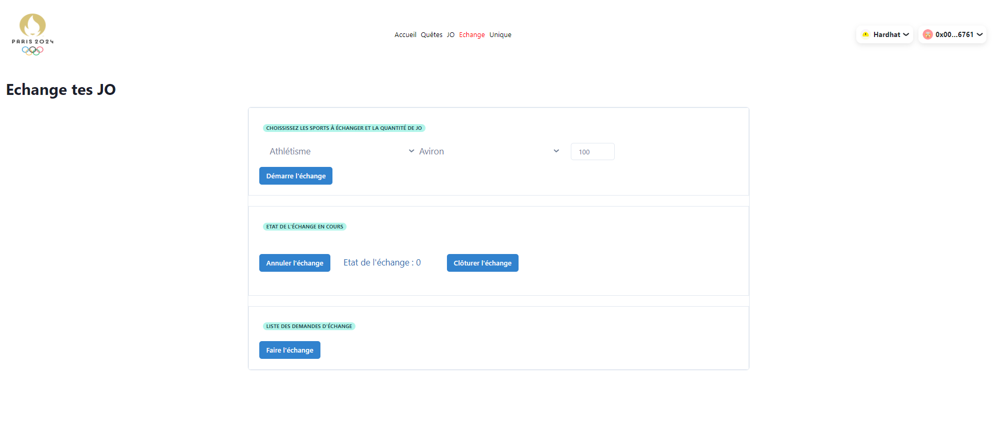 PARIS 2024
Accueil Quêtes JO Echange Unique
Hardhat
0x00...6761
Echange tes JO
CHOISSISSEZ LES SPORTS À ÉCHANGER ET LA QUANTITÉ DE JO
Athlétisme
Aviron
100
Démarre l'échange
ETAT DE L'ÉCHANGE EN COURS
Annuler l'échange
Etat de l'échange : 0
Clôturer l'échange
LISTE DES DEMANDES D'ÉCHANGE
Faire l'échange